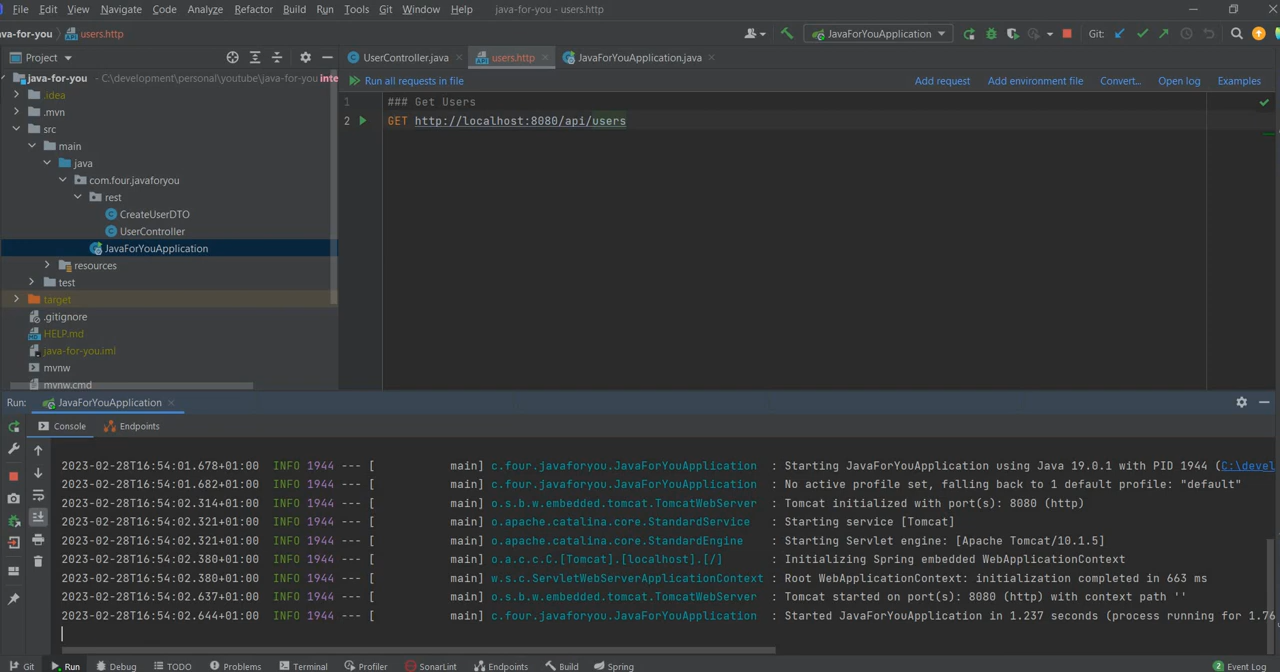 File Edit View Navigate Code Analyze Refactor Build Run Tools Git Window Help java-for-you - users.http
java-for-you users.http JavaForYouApplication Git:
Project UserController.java users.http JavaForYouApplication.java
java-for-you - C:\development\personal\youtube\java-for-you inte
Run all requests in file Add request Add environment file Convert... Open log Examples
.idea
.mvn
src
main
java
com.four.javaforyou
rest
CreateUserDTO
UserController
JavaForYouApplication
resources
test
target
.gitignore
HELP.md
java-for-you.iml
mvnw
mvnw.cmd
1 ### Get Users
2 GET http://localhost:8080/api/users
Run: JavaForYouApplication
Console Endpoints
2023-02-28T16:54:01.678+01:00 INFO 1944 --- [ main] c.four.javaforyou.JavaForYouApplication : Starting JavaForYouApplication using Java 19.0.1 with PID 1944 (C:\devel
2023-02-28T16:54:01.682+01:00 INFO 1944 --- [ main] c.four.javaforyou.JavaForYouApplication : No active profile set, falling back to 1 default profile: "default"
2023-02-28T16:54:02.314+01:00 INFO 1944 --- [ main] o.s.b.w.embedded.tomcat.TomcatWebServer : Tomcat initialized with port(s): 8080 (http)
2023-02-28T16:54:02.321+01:00 INFO 1944 --- [ main] o.apache.catalina.core.StandardService : Starting service [Tomcat]
2023-02-28T16:54:02.321+01:00 INFO 1944 --- [ main] o.apache.catalina.core.StandardEngine : Starting Servlet engine: [Apache Tomcat/10.1.5]
2023-02-28T16:54:02.380+01:00 INFO 1944 --- [ main] o.a.c.c.C.[Tomcat].[localhost].[/] : Initializing Spring embedded WebApplicationContext
2023-02-28T16:54:02.380+01:00 INFO 1944 --- [ main] w.s.c.ServletWebServerApplicationContext : Root WebApplicationContext: initialization completed in 663 ms
2023-02-28T16:54:02.637+01:00 INFO 1944 --- [ main] o.s.b.w.embedded.tomcat.TomcatWebServer : Tomcat started on port(s): 8080 (http) with context path ''
2023-02-28T16:54:02.644+01:00 INFO 1944 --- [ main] c.four.javaforyou.JavaForYouApplication : Started JavaForYouApplication in 1.237 seconds (process running for 1.76
Git Run Debug TODO Problems Terminal Profiler SonarLint Endpoints Build Spring 2 Event Log